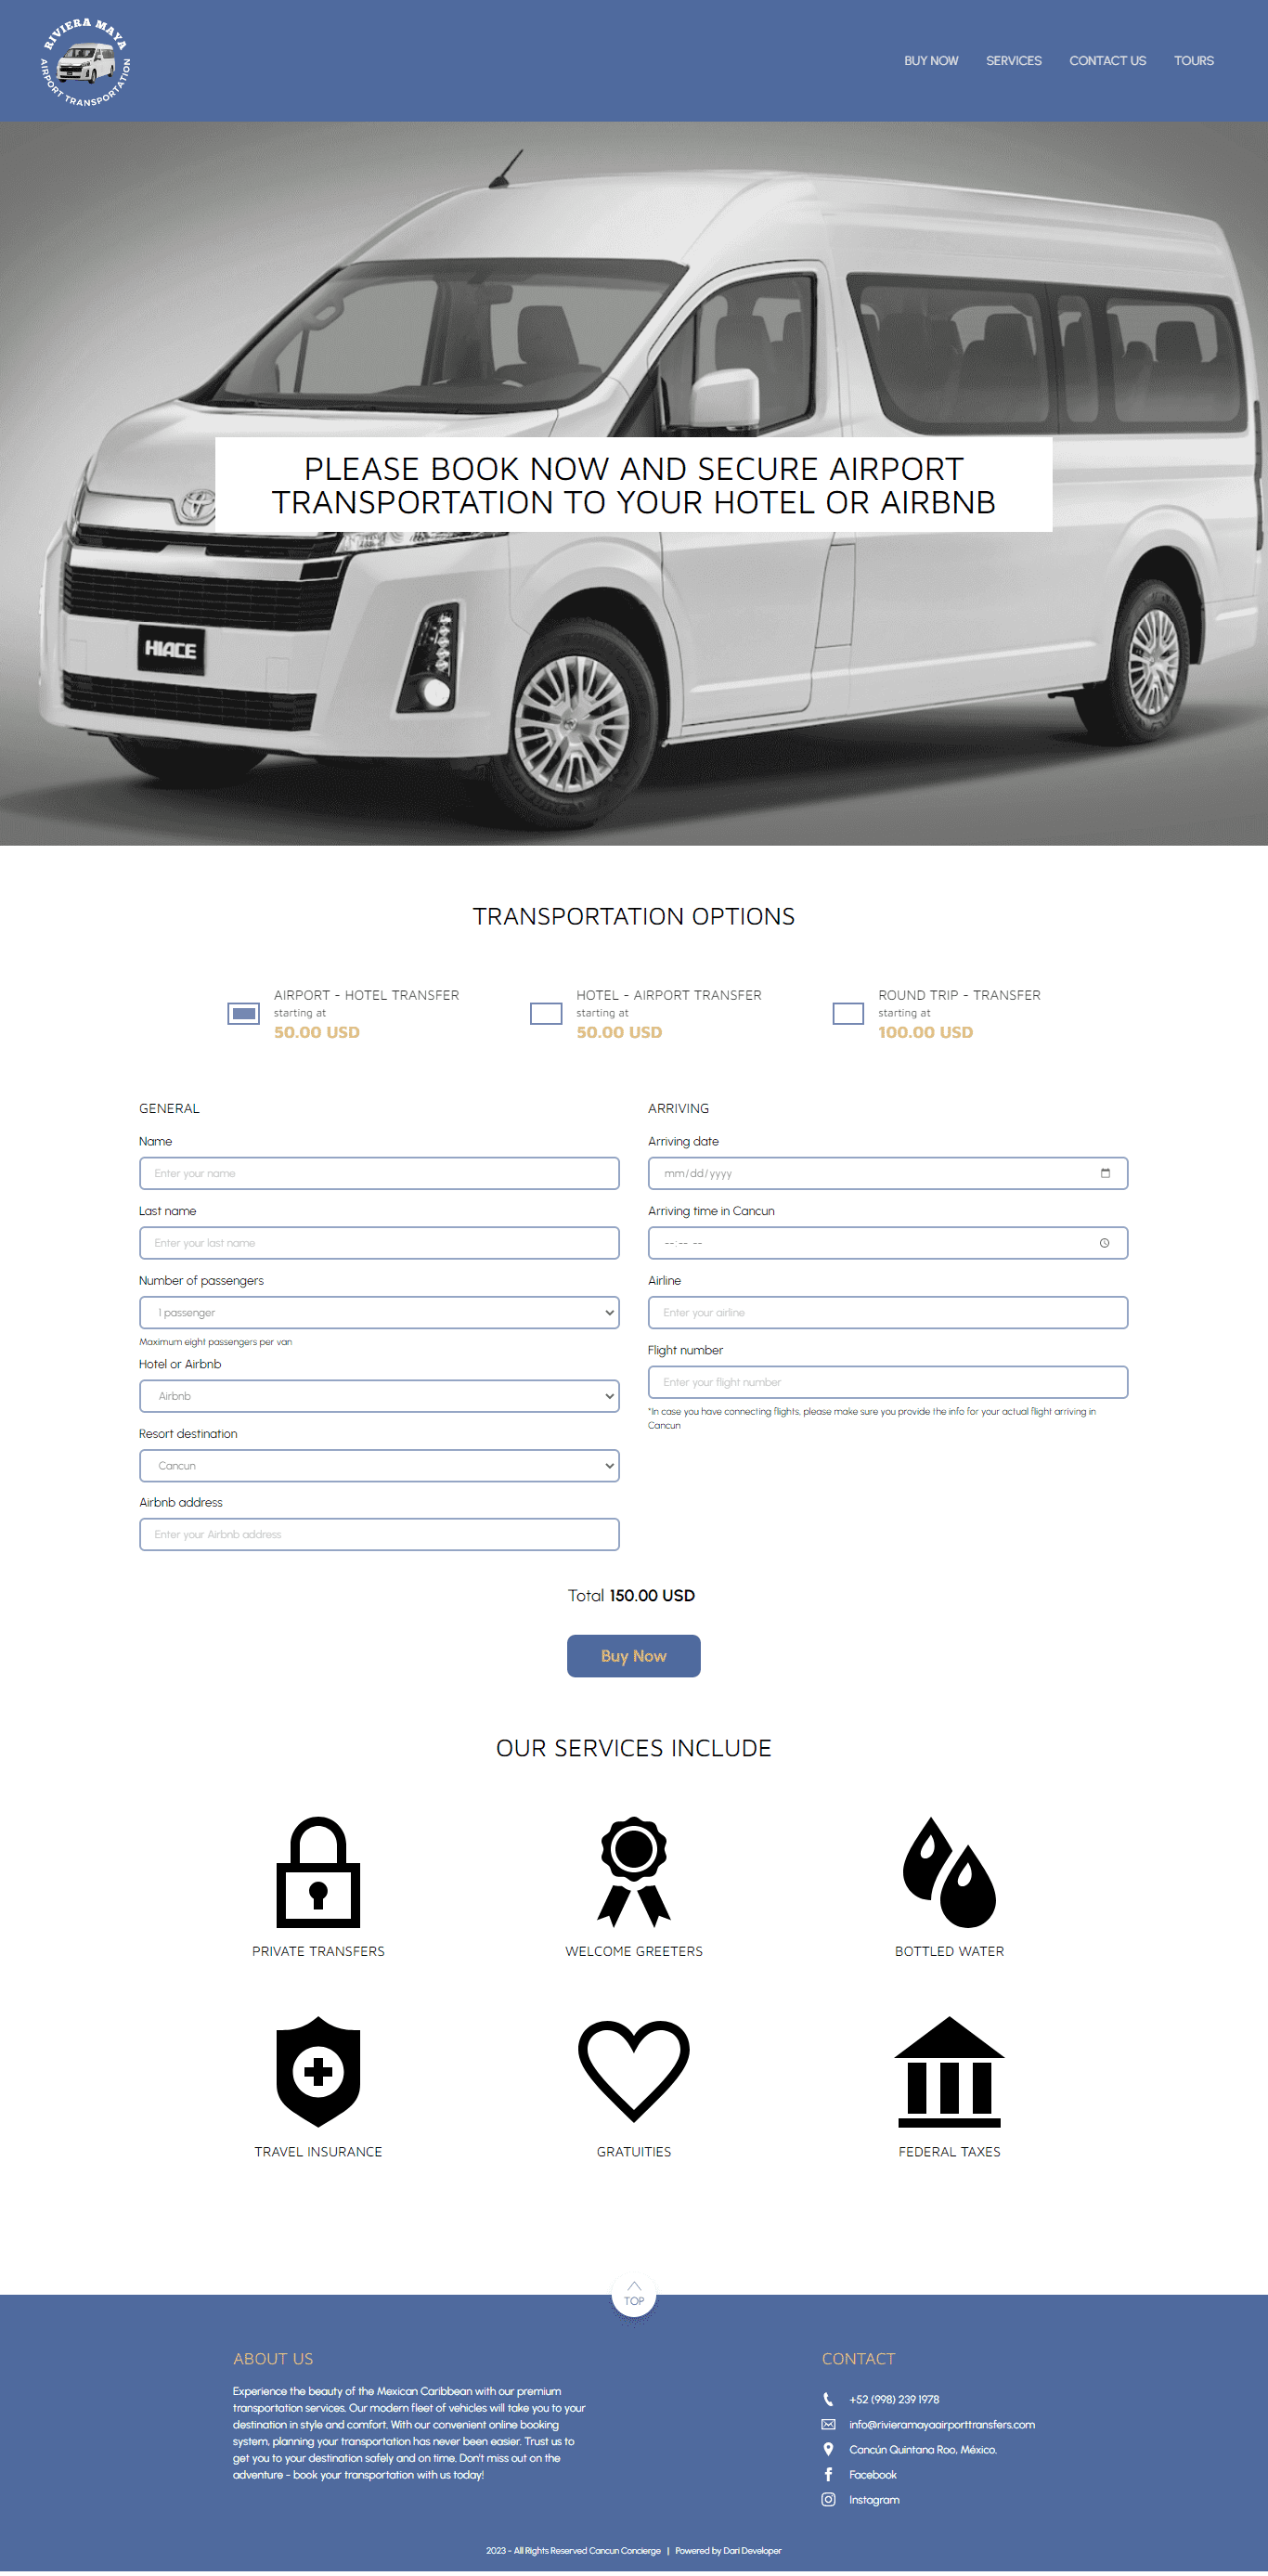 RIVIERA MAYA
AIRPORT TRANSPORTATION
BUY NOW
SERVICES
CONTACT US
TOURS
PLEASE BOOK NOW AND SECURE AIRPORT
TRANSPORTATION TO YOUR HOTEL OR AIRBNB
HIACE
TRANSPORTATION OPTIONS
AIRPORT - HOTEL TRANSFER
starting at
50.00 USD
HOTEL - AIRPORT TRANSFER
starting at
50.00 USD
ROUND TRIP - TRANSFER
starting at
100.00 USD
GENERAL
Name
Enter your name
Last name
Enter your last name
Number of passengers
1 passenger
Maximum eight passengers per van
Hotel or Airbnb
Airbnb
Resort destination
Cancun
Airbnb address
Enter your Airbnb address
ARRIVING
Arriving date
mm/dd/yyyy
Arriving time in Cancun
--:-- --
Airline
Enter your airline
Flight number
Enter your flight number
*In case you have connecting flights, please make sure you provide the info for your actual flight arriving in
Cancun
Total 150.00 USD
Buy Now
OUR SERVICES INCLUDE
PRIVATE TRANSFERS
WELCOME GREETERS
BOTTLED WATER
TRAVEL INSURANCE
GRATUITIES
FEDERAL TAXES
TOP
ABOUT US
Experience the beauty of the Mexican Caribbean with our premium
transportation services. Our modern fleet of vehicles will take you to your
destination in style and comfort. With our convenient online booking
system, planning your transportation has never been easier. Trust us to
get you to your destination safely and on time. Don't miss out on the
adventure - book your transportation with us today!
CONTACT
+52 (998) 239 1978
info@rivieramayaairporttransfers.com
Cancún Quintana Roo, México.
Facebook
Instagram
2023 - All Rights Reserved Cancun Concierge | Powered by Dari Developer